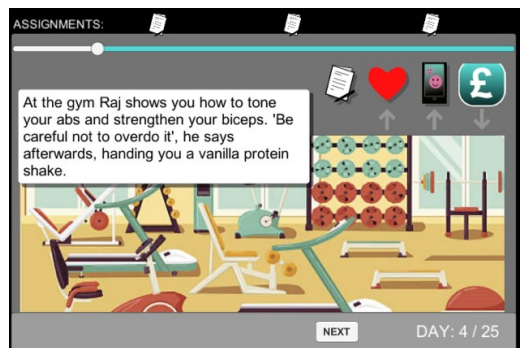 ASSIGNMENTS:
£
At the gym Raj shows you how to tone
your abs and strengthen your biceps. 'Be
careful not to overdo it', he says
afterwards, handing you a vanilla protein
shake.
NEXT
DAY: 4 / 25